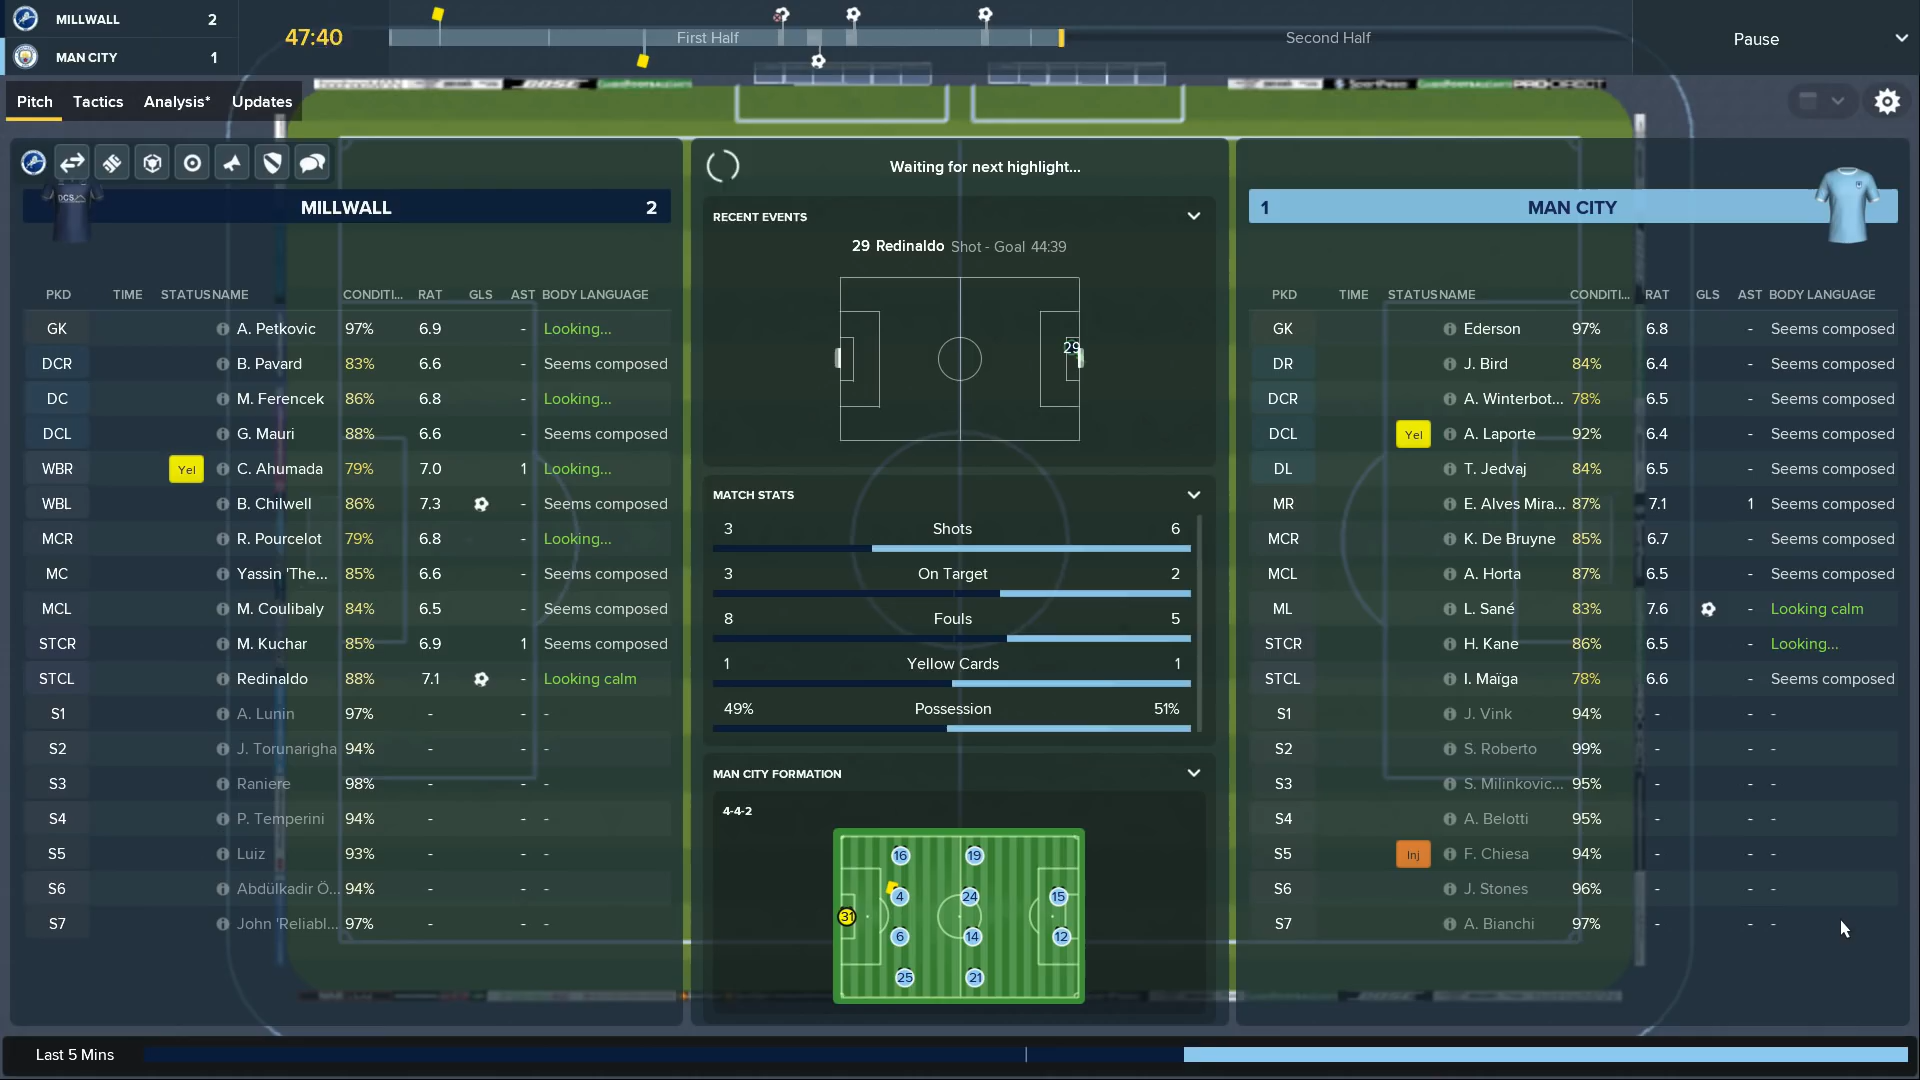 MILLWALL 2
MAN CITY 1
47:40
First Half
Second Half
Pause
Pitch Tactics Analysis* Updates
MILLWALL 2
PKD TIME STATUS NAME CONDITI... RAT GLS AST BODY LANGUAGE
GK A. Petkovic 97% 6.9 - Looking...
DCR B. Pavard 83% 6.6 - Seems composed
DC M. Ferencek 86% 6.8 - Looking...
DCL G. Mauri 88% 6.6 - Seems composed
WBR Yel C. Ahumada 79% 7.0 1 Looking...
WBL B. Chilwell 86% 7.3 - Seems composed
MCR R. Pourcelot 79% 6.8 - Looking...
MC Yassin 'The... 85% 6.6 - Seems composed
MCL M. Coulibaly 84% 6.5 - Seems composed
STCR M. Kuchar 85% 6.9 1 Seems composed
STCL Redinaldo 88% 7.1 - Looking calm
S1 A. Lunin 97% - - -
S2 J. Torunarigha 94% - - -
S3 Raniere 98% - - -
S4 P. Temperini 94% - - -
S5 Luiz 93% - - -
S6 Abdülkadir Ö... 94% - - -
S7 John 'Reliabl... 97% - - -
Waiting for next highlight...
RECENT EVENTS
29 Redinaldo Shot - Goal 44:39
29
MATCH STATS
3 Shots 6
3 On Target 2
8 Fouls 5
1 Yellow Cards 1
49% Possession 51%
MAN CITY FORMATION
4-4-2
16 19
4 24 15
31
6 14 12
25 21
1 MAN CITY
PKD TIME STATUS NAME CONDITI... RAT GLS AST BODY LANGUAGE
GK Ederson 97% 6.8 - Seems composed
DR J. Bird 84% 6.4 - Seems composed
DCR A. Winterbot... 78% 6.5 - Seems composed
DCL Yel A. Laporte 92% 6.4 - Seems composed
DL T. Jedvaj 84% 6.5 - Seems composed
MR E. Alves Mira... 87% 7.1 1 Seems composed
MCR K. De Bruyne 85% 6.7 - Seems composed
MCL A. Horta 87% 6.5 - Seems composed
ML L. Sané 83% 7.6 - Looking calm
STCR H. Kane 86% 6.5 - Looking...
STCL I. Maïga 78% 6.6 - Seems composed
S1 J. Vink 94% - - -
S2 S. Roberto 99% - - -
S3 S. Milinkovic... 95% - - -
S4 A. Belotti 95% - - -
S5 Inj F. Chiesa 94% - - -
S6 J. Stones 96% - - -
S7 A. Bianchi 97% - - -
Last 5 Mins